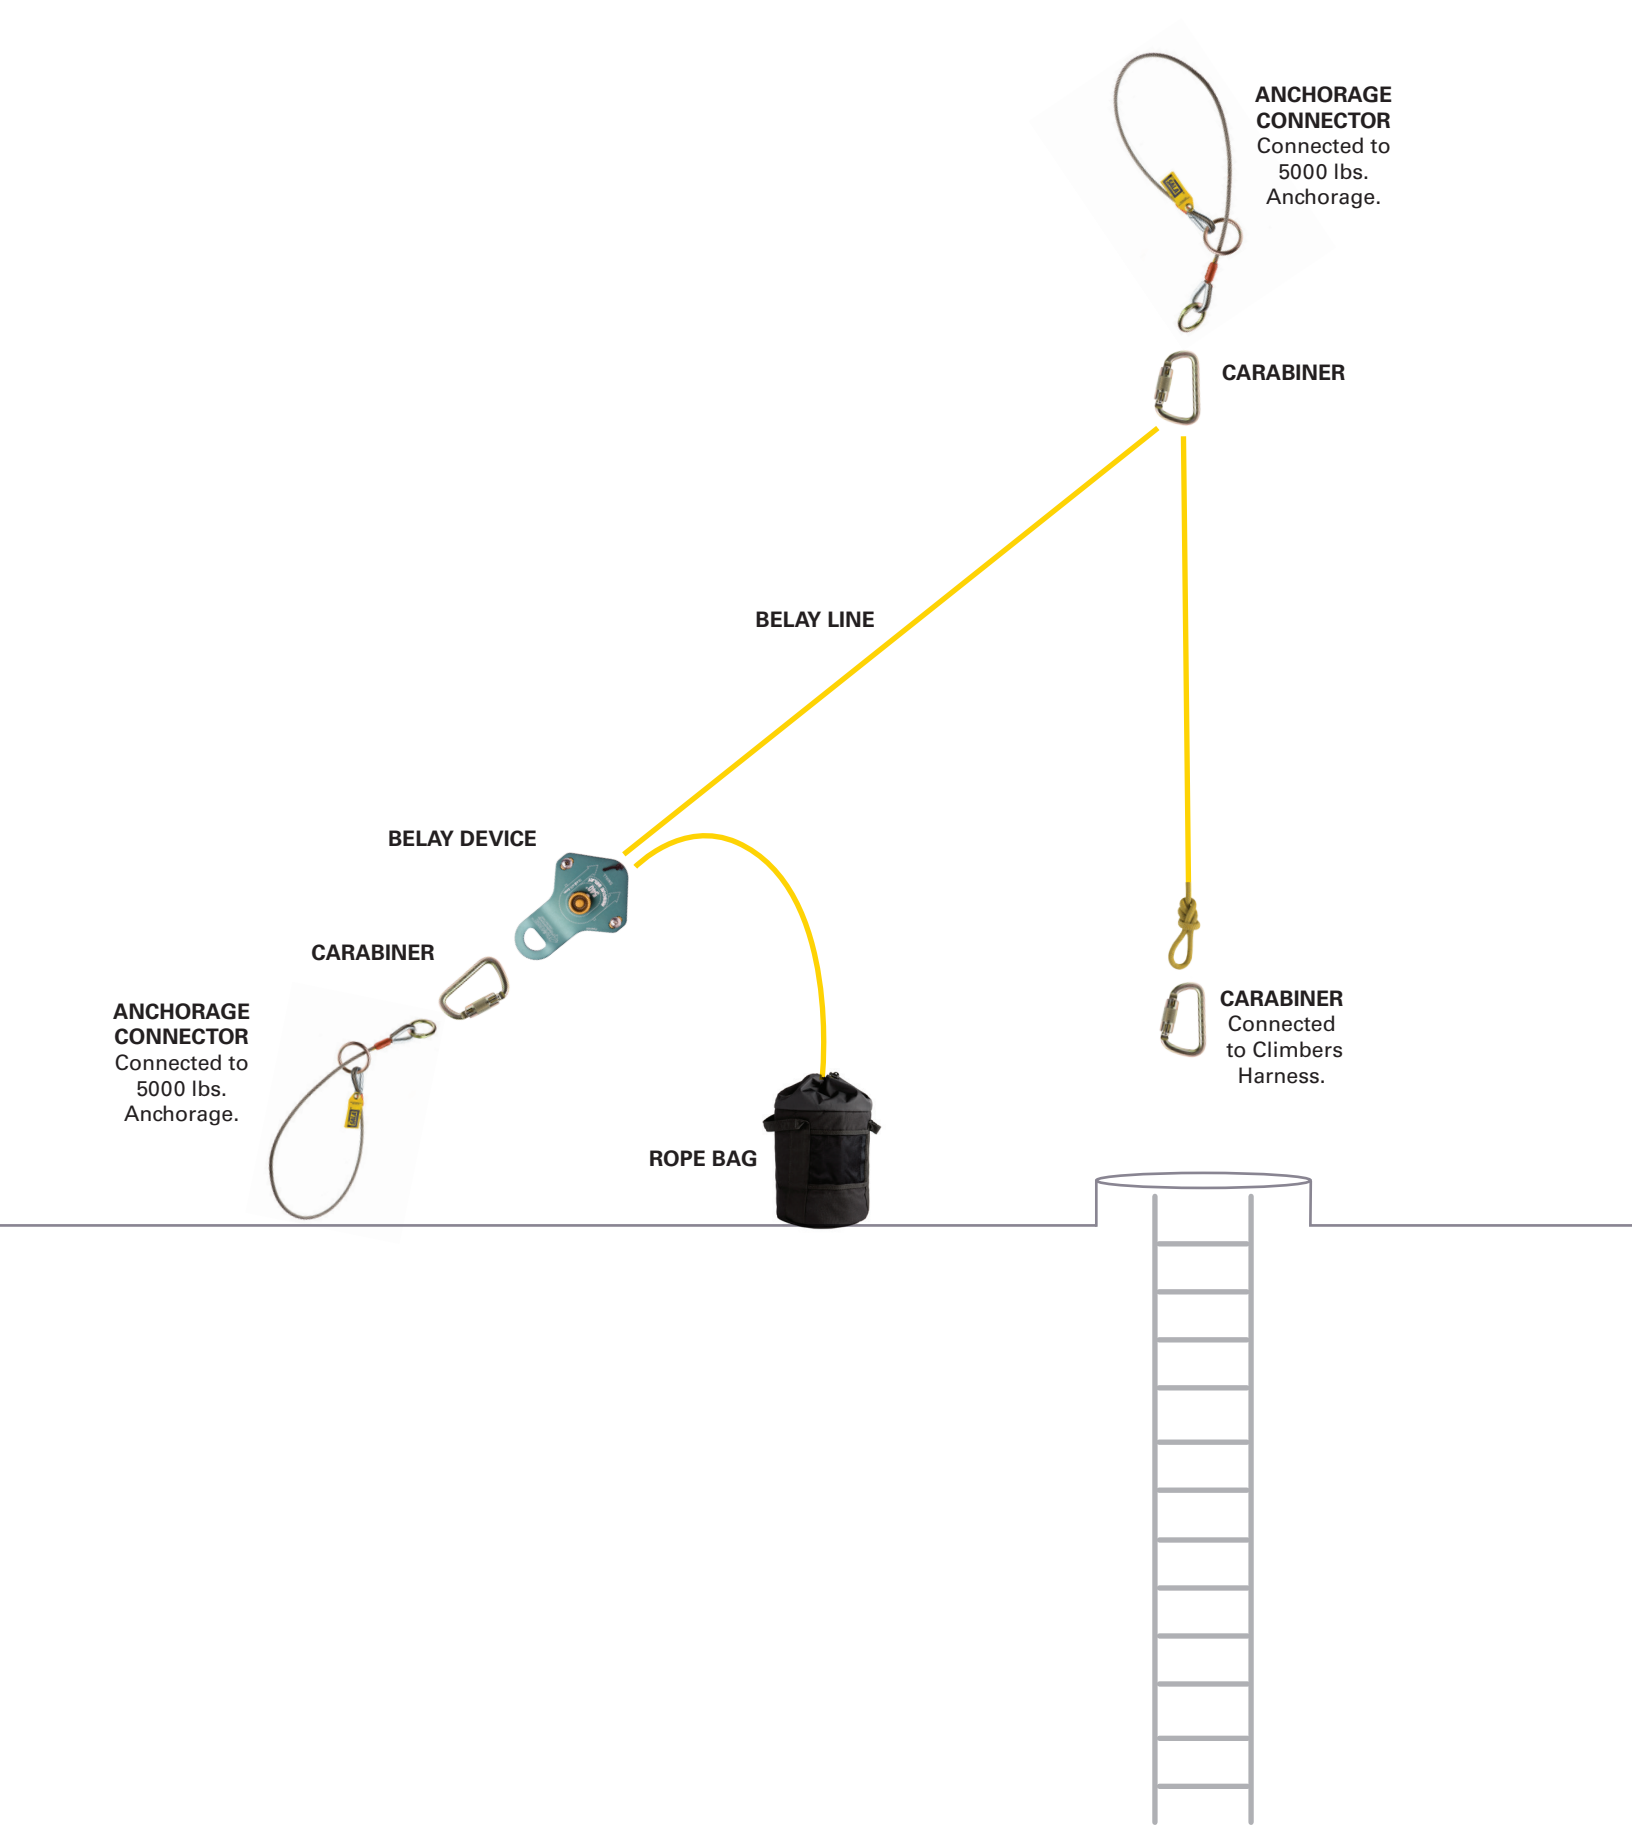 ANCHORAGE
CONNECTOR
Connected to
5000 lbs.
Anchorage.
CARABINER
BELAY LINE
BELAY DEVICE
CARABINER
ANCHORAGE
CONNECTOR
Connected to
5000 lbs.
Anchorage.
CARABINER
Connected
to Climbers
Harness.
ROPE BAG